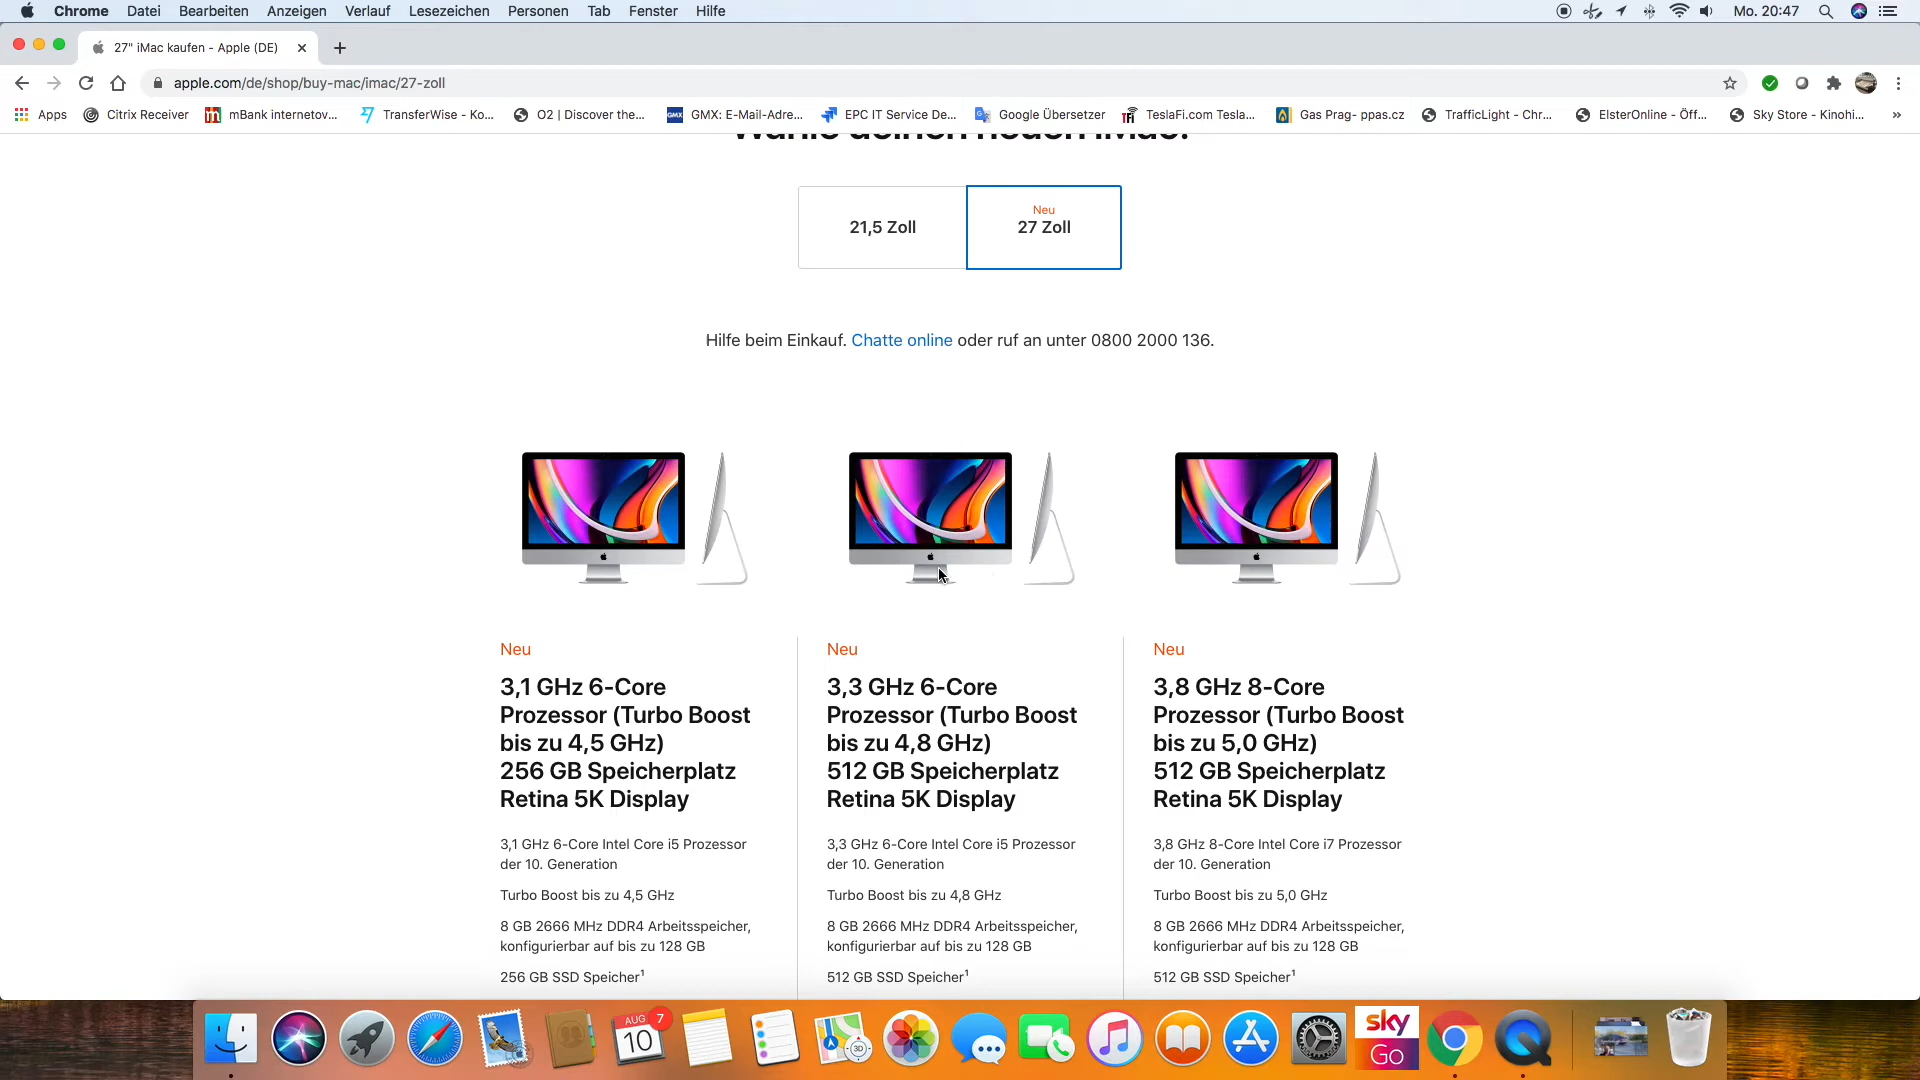 Chrome Datei Bearbeiten Anzeigen Verlauf Lesezeichen Personen Tab Fenster Hilfe Mo. 20:47
27" iMac kaufen - Apple (DE)
apple.com/de/shop/buy-mac/imac/27-zoll
Apps Citrix Receiver mBank internetov... TransferWise - Ko... O2 | Discover the... GMX GMX: E-Mail-Adre... EPC IT Service De... Google Übersetzer TeslaFi.com Tesla... Gas Prag- ppas.cz TrafficLight - Chr... ElsterOnline - Öff... Sky Store - Kinohi... »
Wähle deinen neuen iMac.
Neu
21,5 Zoll 27 Zoll
Hilfe beim Einkauf. Chatte online oder ruf an unter 0800 2000 136.
Neu
3,1 GHz 6-Core
Prozessor (Turbo Boost
bis zu 4,5 GHz)
256 GB Speicherplatz
Retina 5K Display
3,1 GHz 6-Core Intel Core i5 Prozessor
der 10. Generation
Turbo Boost bis zu 4,5 GHz
8 GB 2666 MHz DDR4 Arbeitsspeicher,
konfigurierbar auf bis zu 128 GB
256 GB SSD Speicher¹
Neu
3,3 GHz 6-Core
Prozessor (Turbo Boost
bis zu 4,8 GHz)
512 GB Speicherplatz
Retina 5K Display
3,3 GHz 6-Core Intel Core i5 Prozessor
der 10. Generation
Turbo Boost bis zu 4,8 GHz
8 GB 2666 MHz DDR4 Arbeitsspeicher,
konfigurierbar auf bis zu 128 GB
512 GB SSD Speicher¹
Neu
3,8 GHz 8-Core
Prozessor (Turbo Boost
bis zu 5,0 GHz)
512 GB Speicherplatz
Retina 5K Display
3,8 GHz 8-Core Intel Core i7 Prozessor
der 10. Generation
Turbo Boost bis zu 5,0 GHz
8 GB 2666 MHz DDR4 Arbeitsspeicher,
konfigurierbar auf bis zu 128 GB
512 GB SSD Speicher¹
AUG 7
10
3D
sky
Go